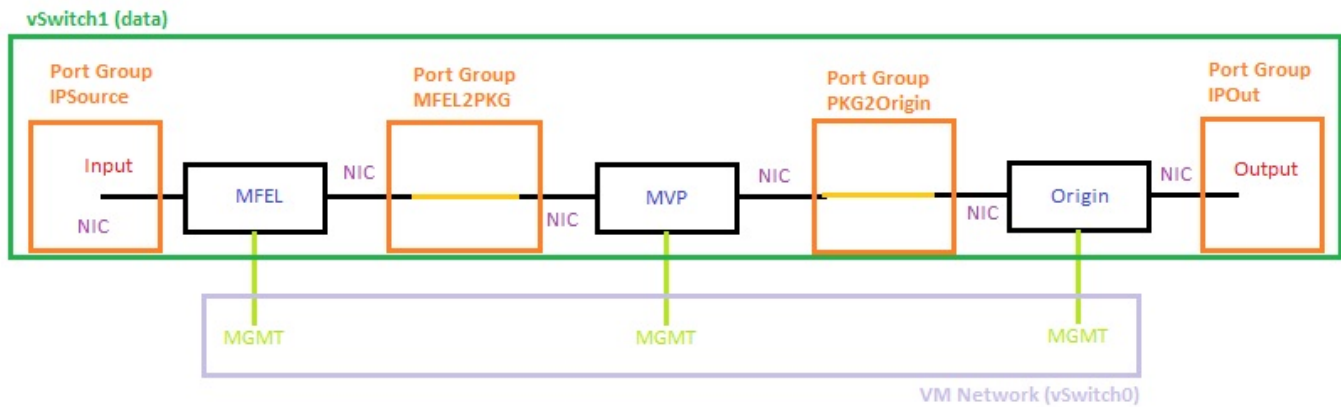 vSwitch1 (data)
Port Group
IPSource
Port Group
MFEL2PKG
Port Group
PKG2Origin
Port Group
IPOut
Input
NIC
MFEL
NIC
NIC
MVP
NIC
NIC
Origin
NIC
Output
MGMT
MGMT
MGMT
VM Network (vSwitch0)